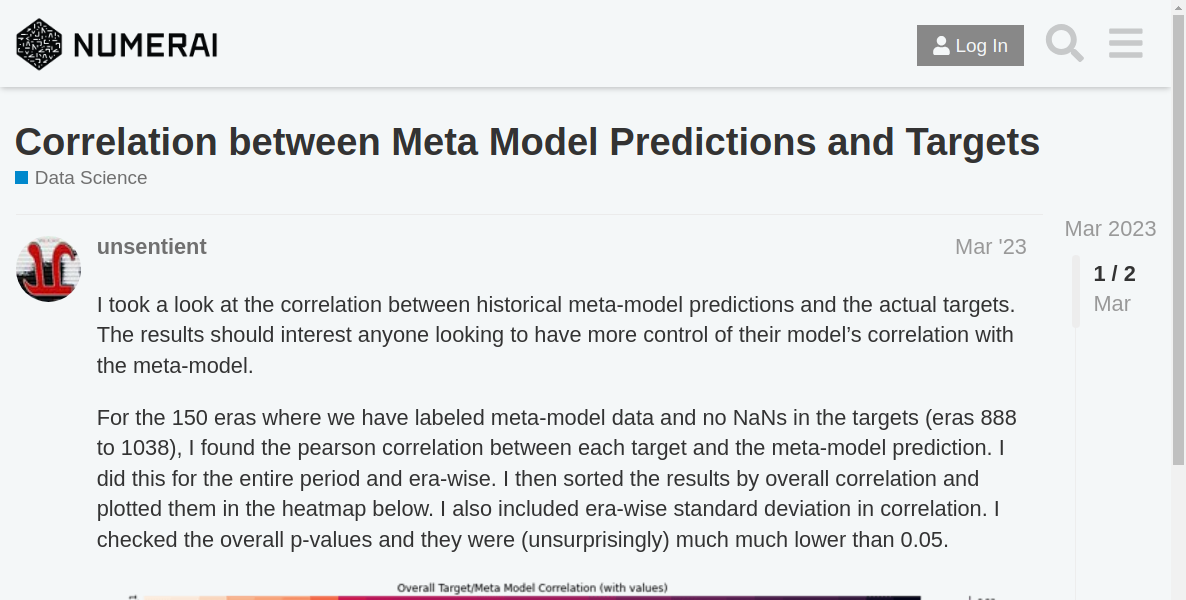 NUMERAI
Log In
Correlation between Meta Model Predictions and Targets
Data Science
unsentient
Mar '23
Mar 2023
1 / 2
Mar
I took a look at the correlation between historical meta-model predictions and the actual targets.
The results should interest anyone looking to have more control of their model’s correlation with
the meta-model.
For the 150 eras where we have labeled meta-model data and no NaNs in the targets (eras 888
to 1038), I found the pearson correlation between each target and the meta-model prediction. I
did this for the entire period and era-wise. I then sorted the results by overall correlation and
plotted them in the heatmap below. I also included era-wise standard deviation in correlation. I
checked the overall p-values and they were (unsurprisingly) much much lower than 0.05.
Overall Target/Meta Model Correlation (with values)